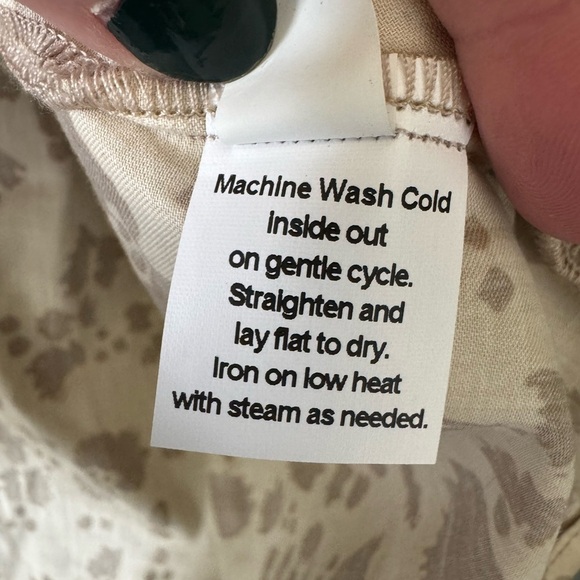 Machine Wash Cold
inside out
on gentle cycle.
Straighten and
lay flat to dry.
Iron on low heat
with steam as needed.